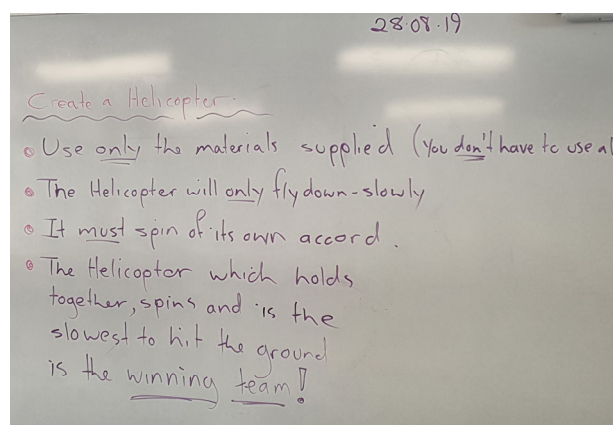 28.08.19
Create a Helicopter.
Use only the materials supplied (You don't have to use al
The Helicopter will only fly down-slowly
It must spin of its own accord.
The Helicopter which holds
together, spins and is the
slowest to hit the ground
is the winning team!